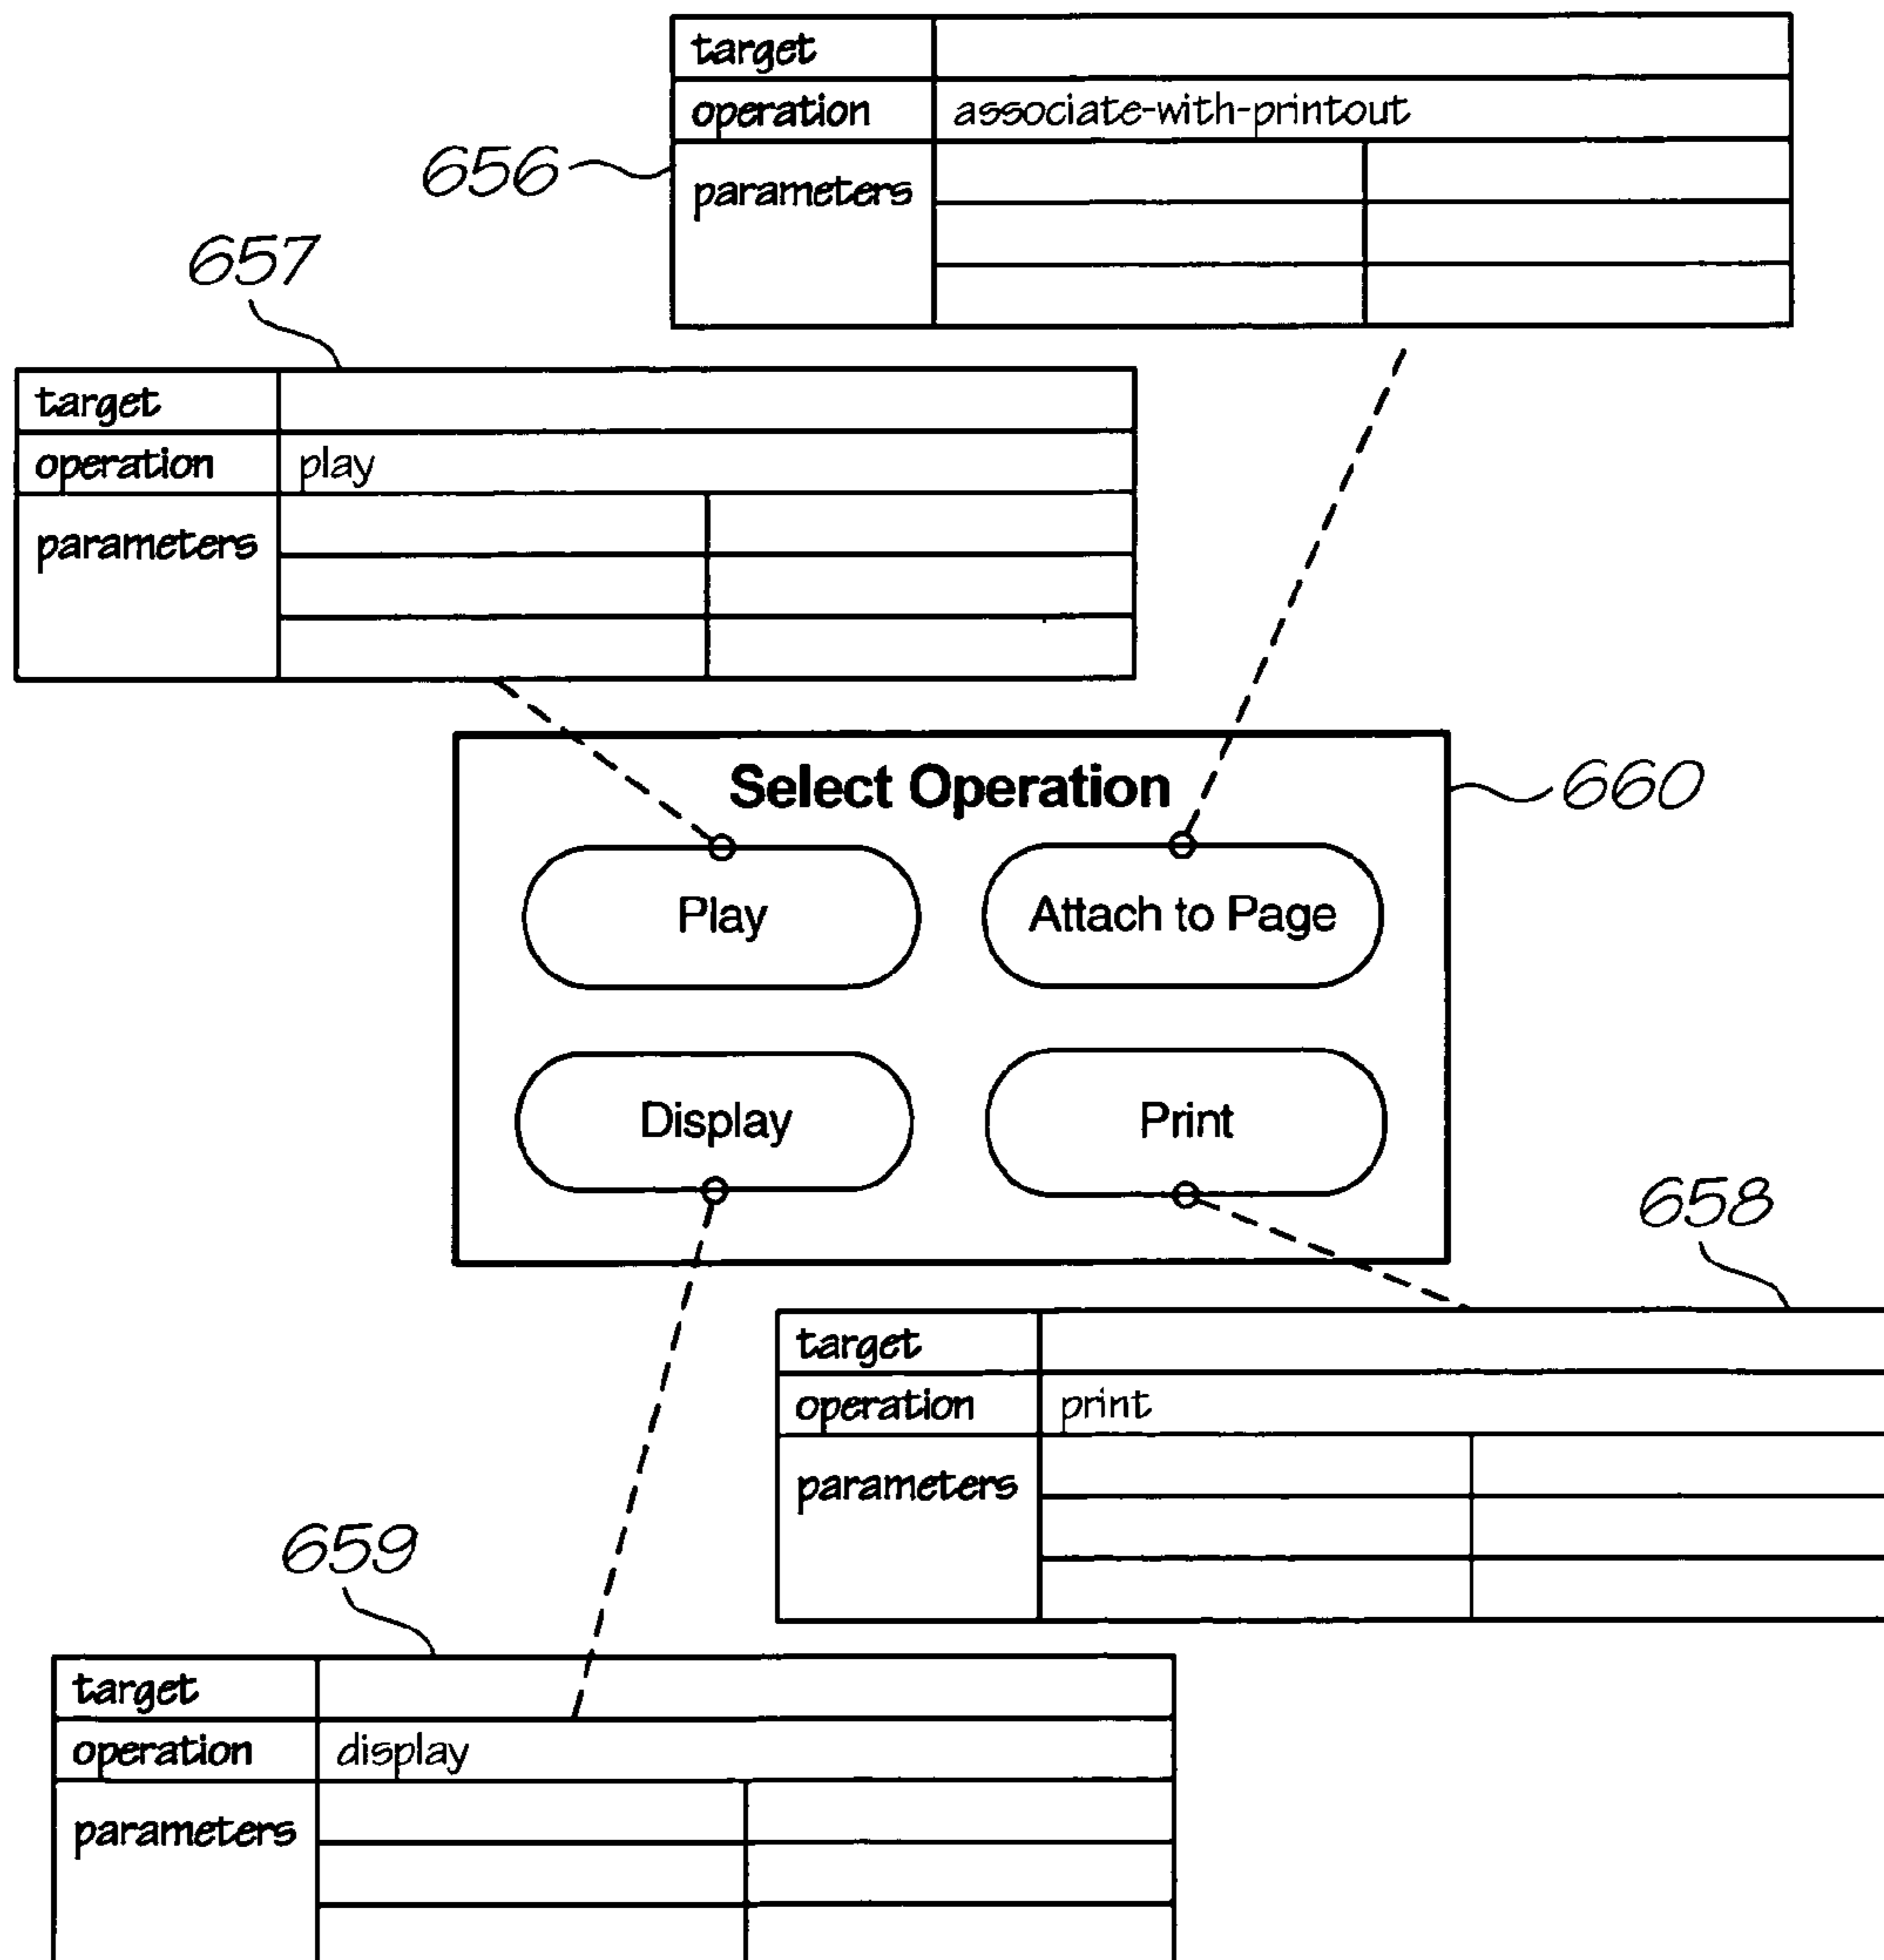 target
operation associate-with-printout
656
parameters
657
target
operation play
parameters
Select Operation
660
Play Attach to Page
Display Print
658
target
operation print
parameters
659
target
operation display
parameters